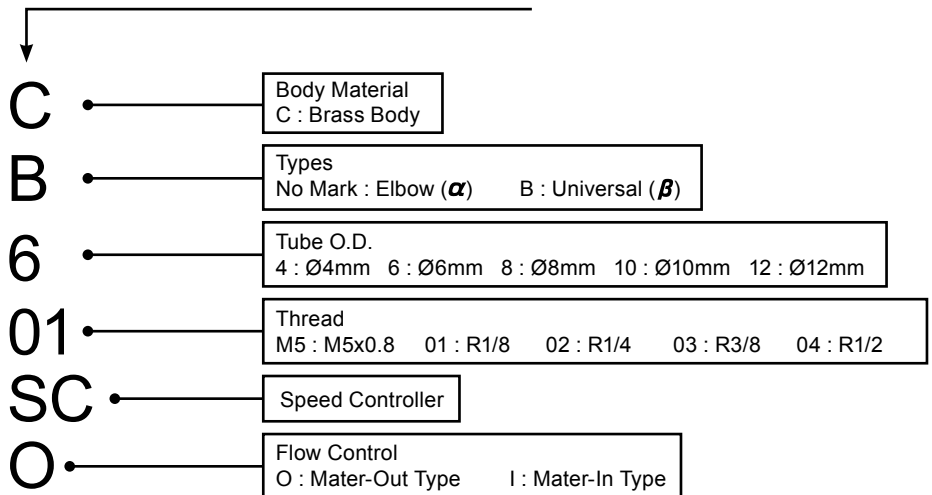 C
Body Material
C : Brass Body
B
Types
No Mark : Elbow (α) B : Universal (β)
6
Tube O.D.
4 : Ø4mm 6 : Ø6mm 8 : Ø8mm 10 : Ø10mm 12 : Ø12mm
01
Thread
M5 : M5x0.8 01 : R1/8 02 : R1/4 03 : R3/8 04 : R1/2
SC
Speed Controller
O
Flow Control
O : Mater-Out Type I : Mater-In Type